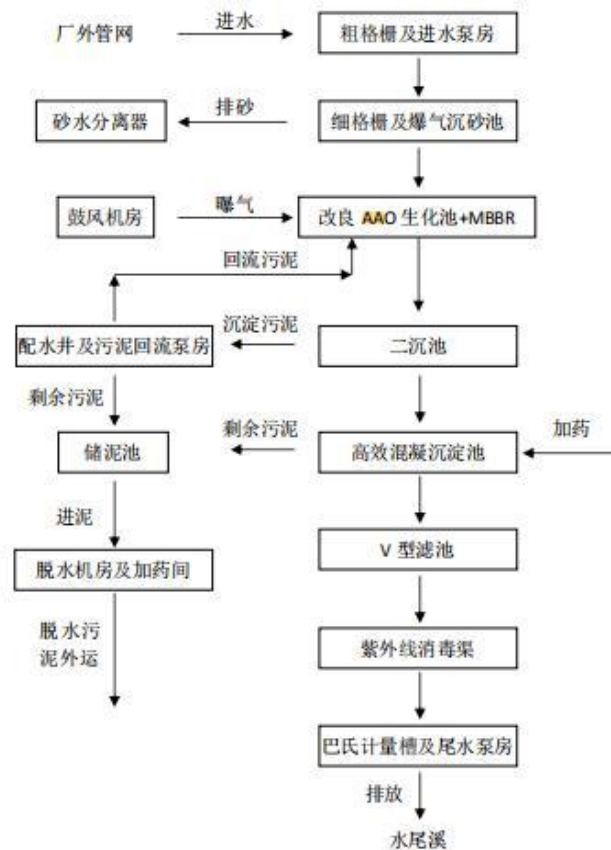 厂外管网
进水
粗格栅及进水泵房
砂水分离器
排砂
细格栅及爆气沉砂池
鼓风机房
曝气
改良 AAO 生化池+MBBR
回流污泥
配水井及污泥回流泵房
沉淀污泥
二沉池
剩余污泥
储泥池
剩余污泥
高效混凝沉淀池
加药
进泥
V 型滤池
脱水机房及加药间
脱水污
泥外运
紫外线消毒渠
巴氏计量槽及尾水泵房
排放
水尾溪